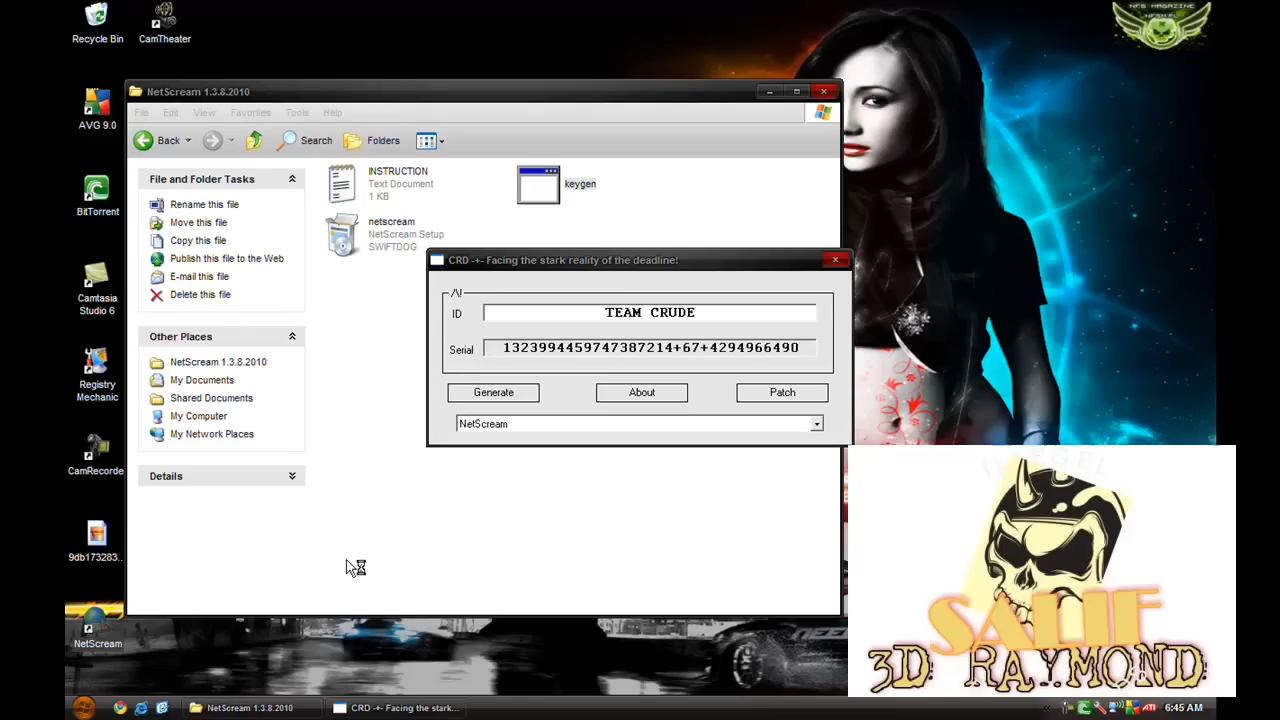 Recycle Bin
CamTheater
NFS MAGAZINE
AVG 9.0
BitTorrent
Camtasia
Studio 6
Registry
Mechanic
CamRecorde
9db173283...
NetScream
NetScream 1.3.8.2010
File Edit View Favorites Tools Help
Back Search Folders
File and Folder Tasks
Rename this file
Move this file
Copy this file
Publish this file to the Web
E-mail this file
Delete this file
Other Places
NetScream 1.3.8.2010
My Documents
Shared Documents
My Computer
My Network Places
Details
INSTRUCTION
Text Document
1 KB
keygen
netscream
NetScream Setup
SWIFTDOG
CRD -+- Facing the stark reality of the deadline!
/\!
ID TEAM CRUDE
Serial 1323994459747387214+67+4294966490
Generate About Patch
NetScream
SALIF
3D RAYMOND
NetScream 1.3.8.2010
CRD -+- Facing the stark...
ATI
6:45 AM